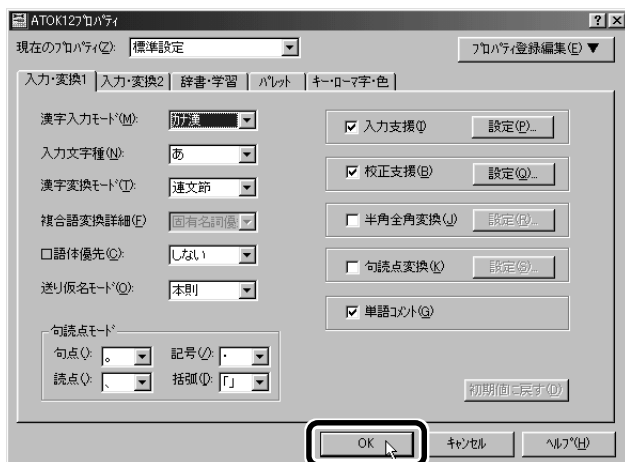 ATOK12ﾌﾟﾛﾊﾟﾃｨ
現在のﾌﾟﾛﾊﾟﾃｨ(Z): 標準設定 ﾌﾟﾛﾊﾟﾃｨ登録編集(E)▼
入力・変換1 入力・変換2 辞書・学習 ﾊﾟﾚｯﾄ ｷｰ・ﾛｰﾏ字・色
漢字入力ﾓｰﾄﾞ(M): ｶﾅ漢
入力文字種(N): あ
漢字変換ﾓｰﾄﾞ(T): 連文節
複合語変換詳細(F) 固有名詞優
口語体優先(C): しない
送り仮名ﾓｰﾄﾞ(O): 本則
句読点ﾓｰﾄﾞ
句点(.): 。 記号(/): ・
読点(,): 、 括弧([): 「」
入力支援(I) 設定(P)...
校正支援(B) 設定(Q)...
半角全角変換(J) 設定(R)...
句読点変換(K) 設定(S)...
単語ｺﾒﾝﾄ(G)
初期値に戻す(D)
OK ｷｬﾝｾﾙ ﾍﾙﾌﾟ(H)